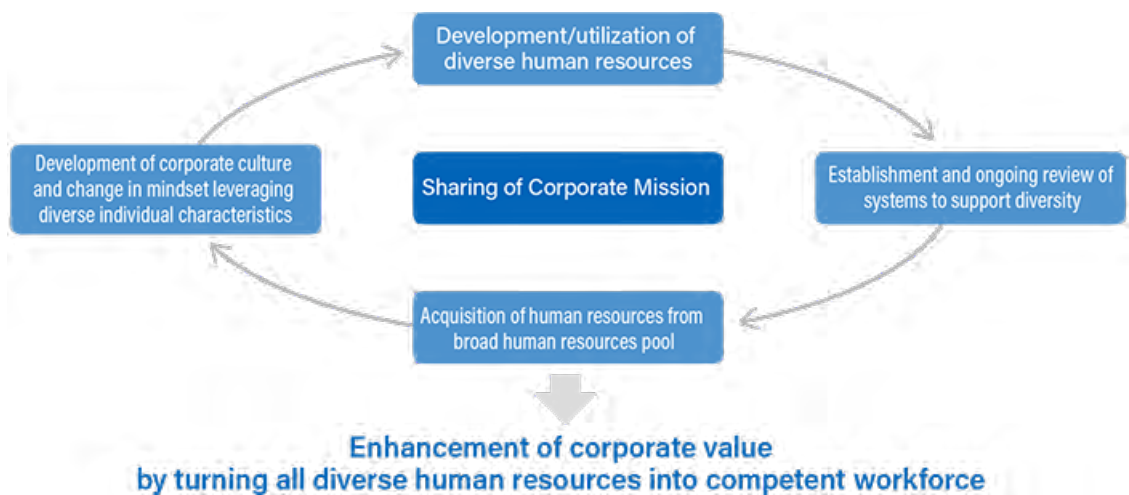 Development/utilization of
diverse human resources
Development of corporate culture
and change in mindset leveraging
diverse individual characteristics
Sharing of Corporate Mission
Establishment and ongoing review of
systems to support diversity
Acquisition of human resources from
broad human resources pool
Enhancement of corporate value
by turning all diverse human resources into competent workforce